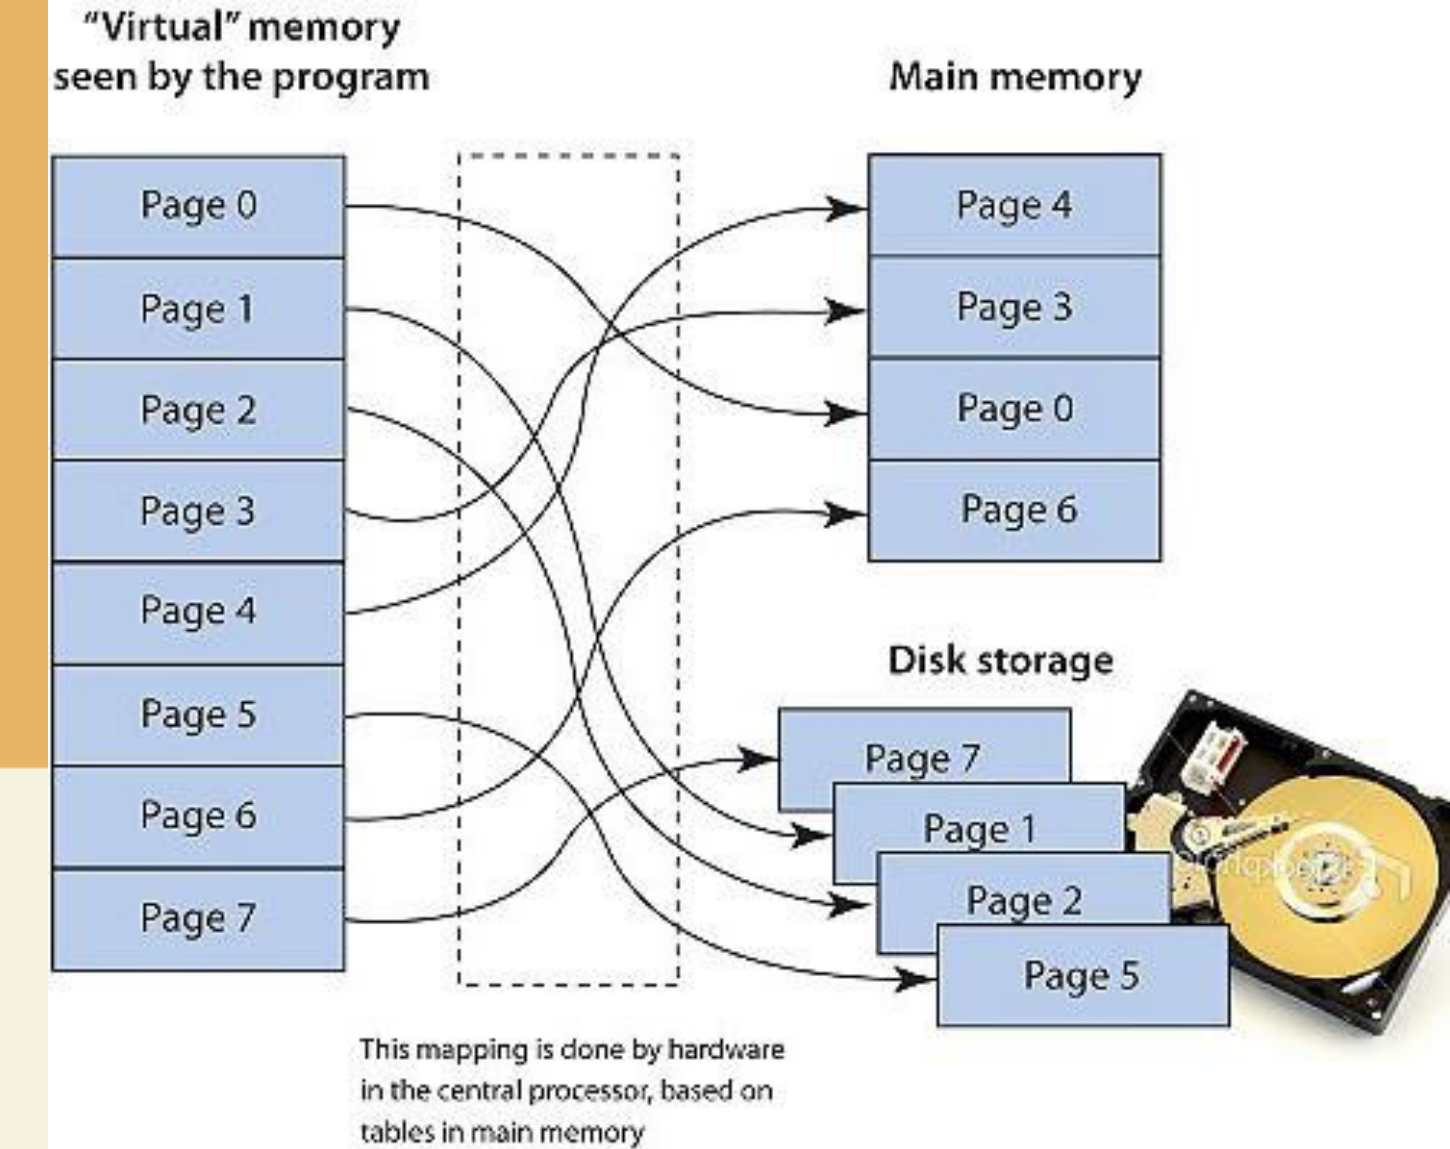 “Virtual” memory
seen by the program
Main memory
Page 0
Page 1
Page 2
Page 3
Page 4
Page 5
Page 6
Page 7
Page 4
Page 3
Page 0
Page 6
Disk storage
Page 7
Page 1
Page 2
Page 5
This mapping is done by hardware
in the central processor, based on
tables in main memory